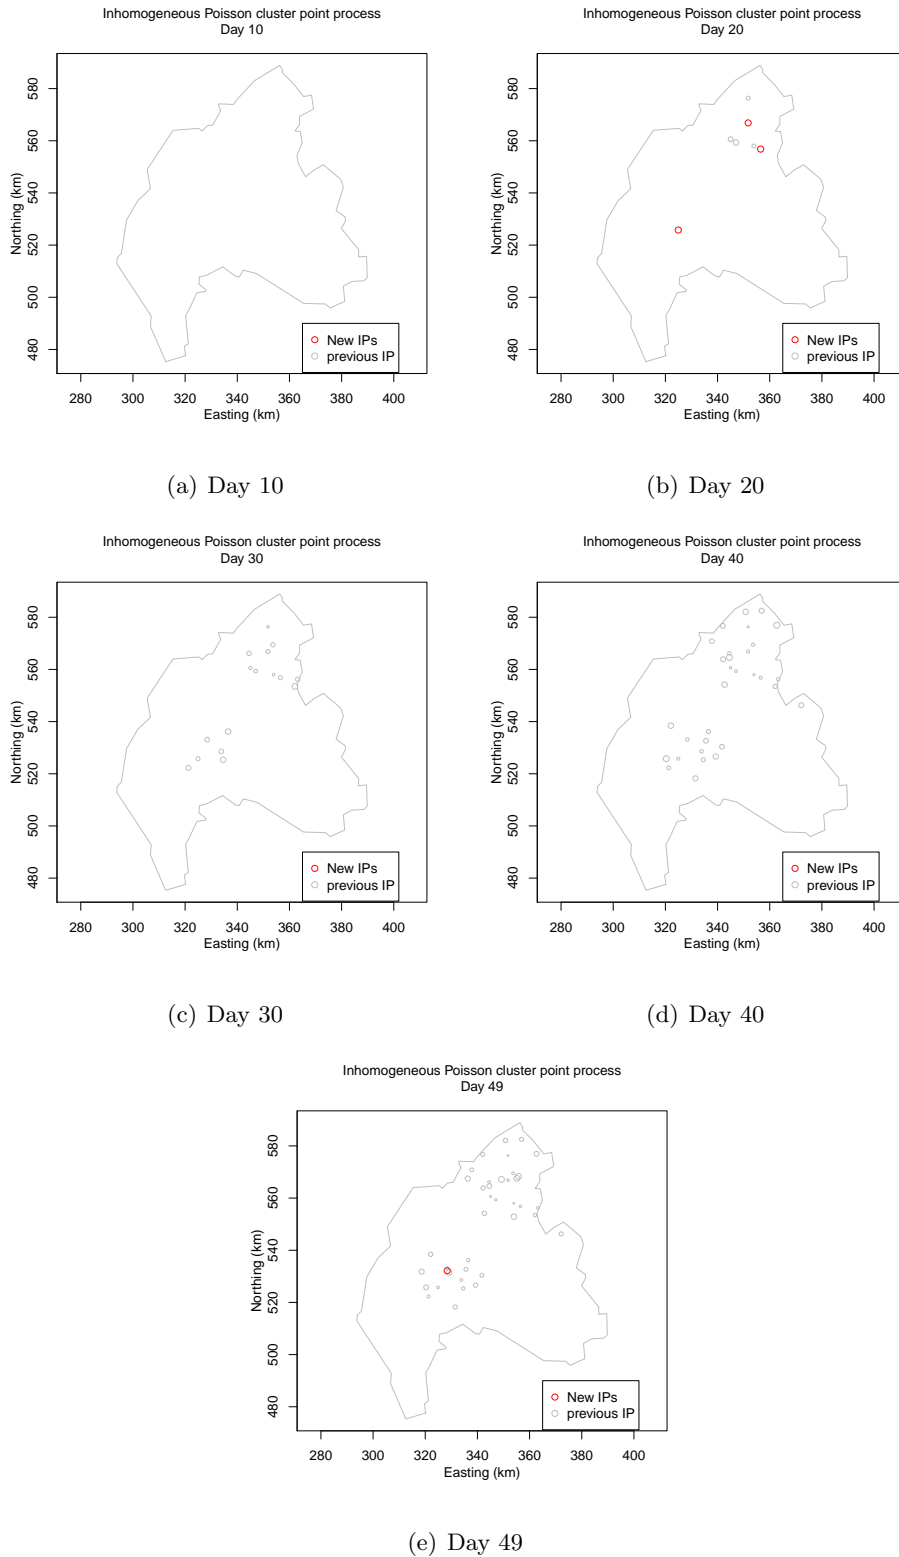 Inhomogeneous Poisson cluster point process
Day 10
Northing (km)
580
560
540
520
500
480
New IPs
previous IP
280 300 320 340 360 380 400
Easting (km)
(a) Day 10
Inhomogeneous Poisson cluster point process
Day 20
Northing (km)
580
560
540
520
500
480
New IPs
previous IP
280 300 320 340 360 380 400
Easting (km)
(b) Day 20
Inhomogeneous Poisson cluster point process
Day 30
Northing (km)
580
560
540
520
500
480
New IPs
previous IP
280 300 320 340 360 380 400
Easting (km)
(c) Day 30
Inhomogeneous Poisson cluster point process
Day 40
Northing (km)
580
560
540
520
500
480
New IPs
previous IP
280 300 320 340 360 380 400
Easting (km)
(d) Day 40
Inhomogeneous Poisson cluster point process
Day 49
Northing (km)
580
560
540
520
500
480
New IPs
previous IP
280 300 320 340 360 380 400
Easting (km)
(e) Day 49